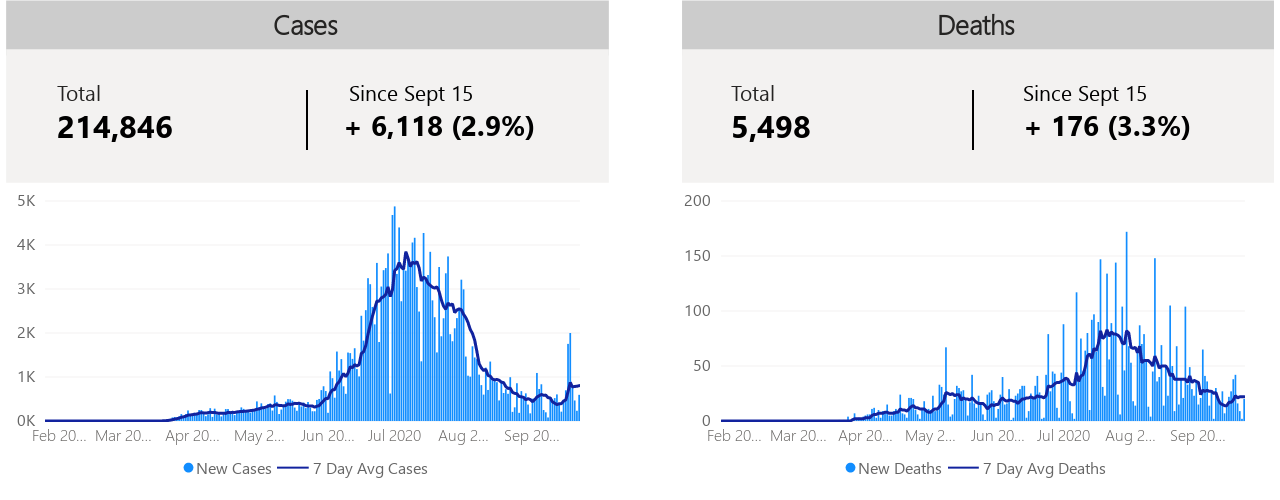 Cases
Total
214,846
Since Sept 15
+ 6,118 (2.9%)
5K
4K
3K
2K
1K
0K
Feb 20... Mar 20... Apr 20... May 2... Jun 20... Jul 2020 Aug 2... Sep 20...
New Cases 7 Day Avg Cases
Deaths
Total
5,498
Since Sept 15
+ 176 (3.3%)
200
150
100
50
0
Feb 20... Mar 20... Apr 20... May 2... Jun 20... Jul 2020 Aug 2... Sep 20...
New Deaths 7 Day Avg Deaths